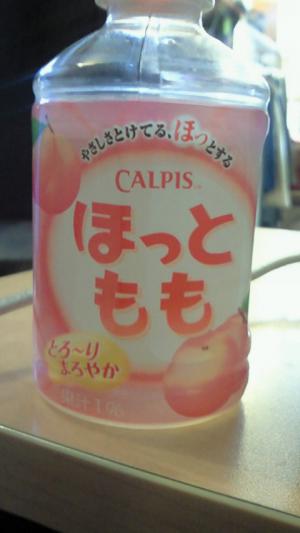 やさしさとけてる、ほっとする
CALPIS
ほっと
もも
とろ～り
まろやか
果汁1%